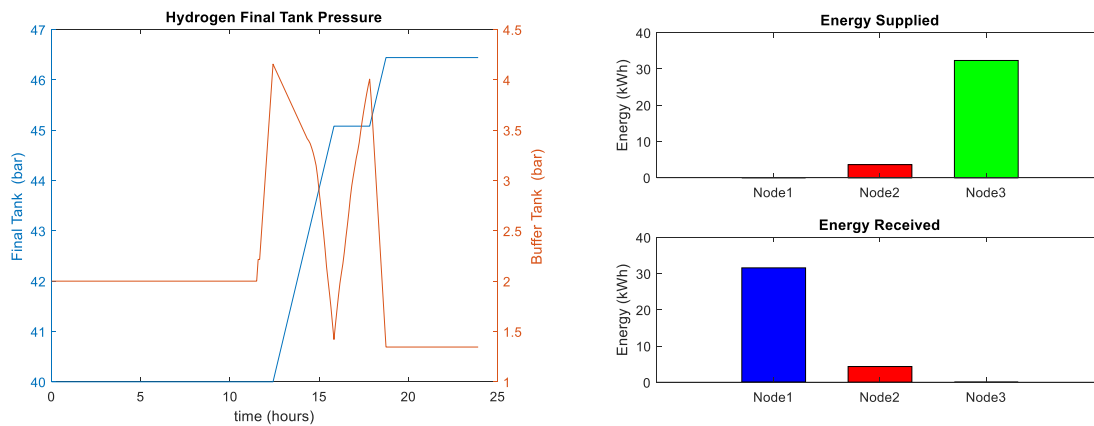 Hydrogen Final Tank Pressure
47
46
45
44
43
42
41
40
Final Tank (bar)
4.5
4
3.5
3
2.5
2
1.5
1
Buffer Tank (bar)
0 5 10 15 20 25
time (hours)
Energy Supplied
40
30
20
10
0
Energy (kWh)
Node1 Node2 Node3
Energy Received
40
30
20
10
0
Energy (kWh)
Node1 Node2 Node3